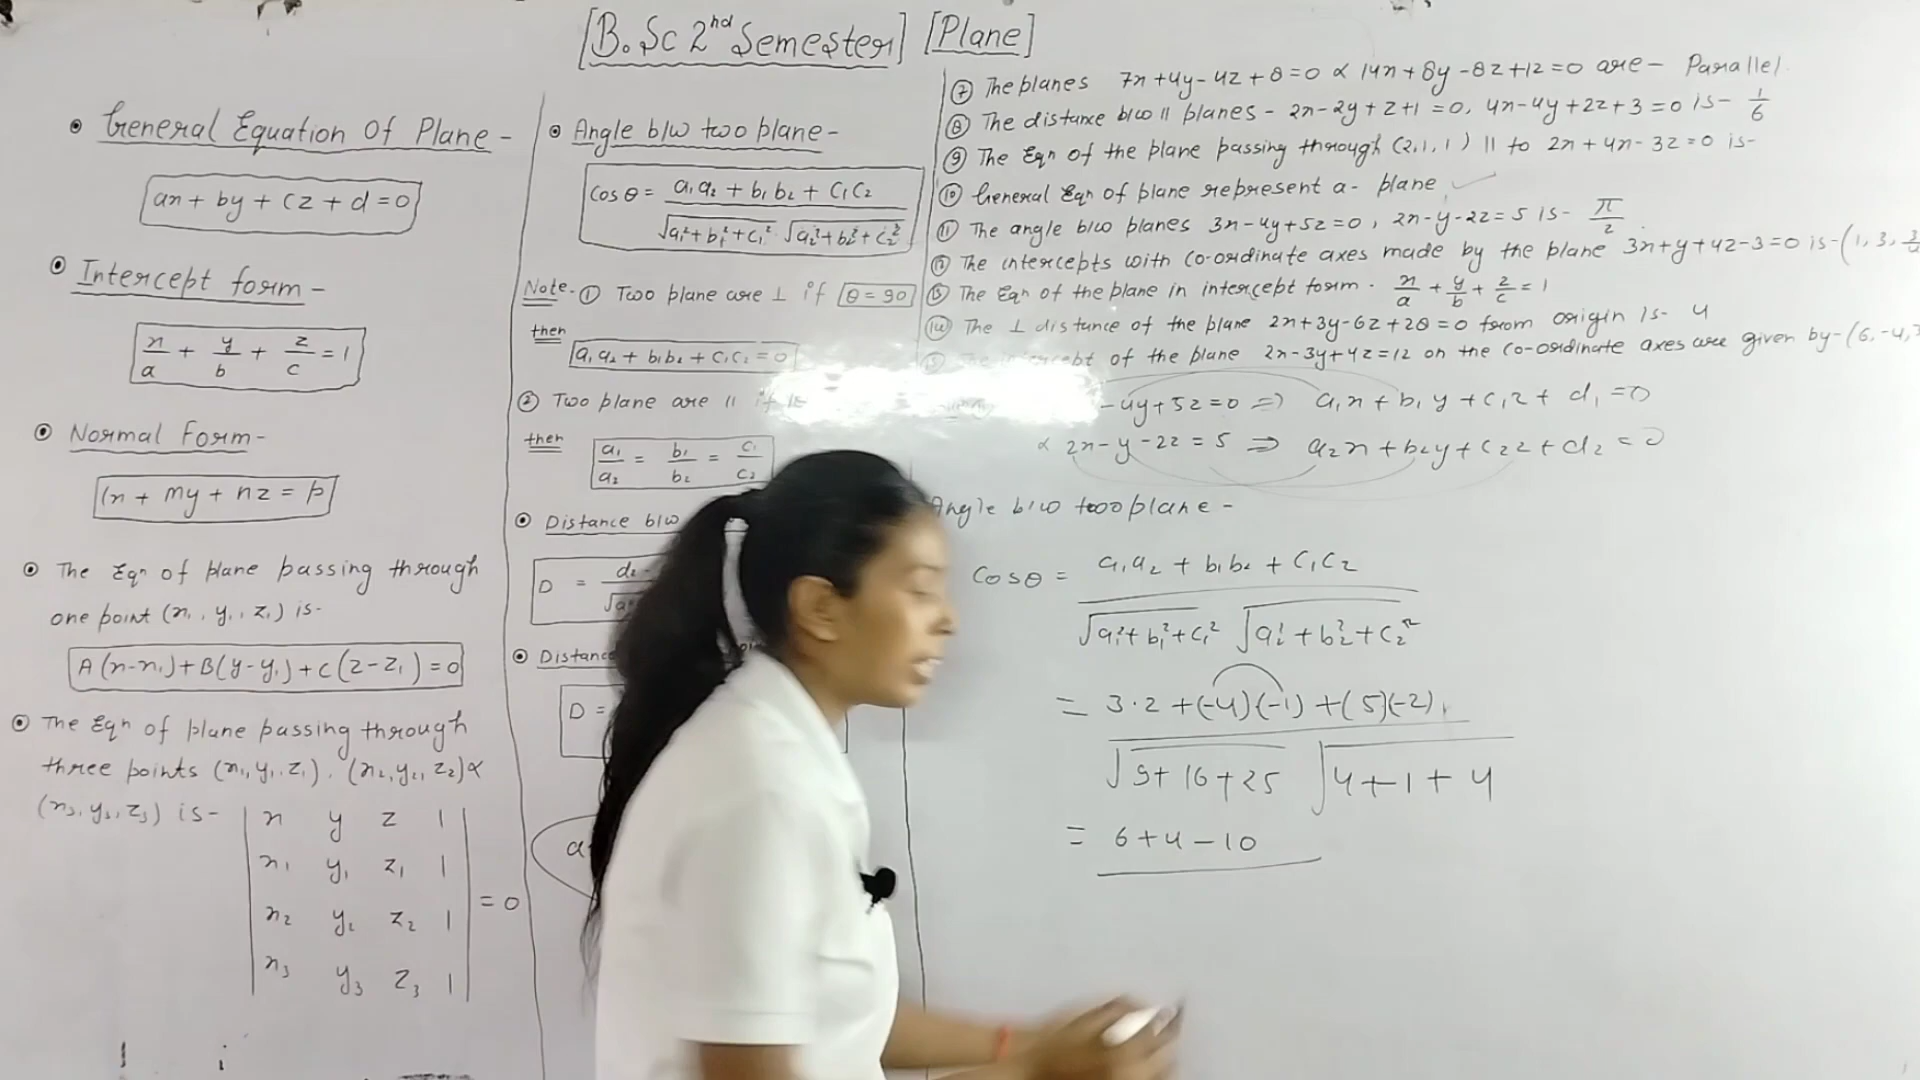 [B.Sc 2nd Semester] [Plane]
General Equation Of Plane -
ax + by + cz + d = 0
Intercept form -
x/a + y/b + z/c = 1
Normal Form -
lx + my + nz = p
The Eqn of plane passing through
one point (x₁, y₁, z₁) is-
A(x-x₁)+B(y-y₁)+C(z-z₁)=0
The Eqn of plane passing through
three points (x₁,y₁,z₁), (x₂,y₂,z₂) &
(x₃,y₃,z₃) is-
x y z 1
x₁ y₁ z₁ 1
x₂ y₂ z₂ 1 = 0
x₃ y₃ z₃ 1
Angle b/w two plane -
Cos θ = a₁a₂ + b₁b₂ + c₁c₂ / √a₁²+b₁²+c₁² √a₂²+b₂²+c₂²
Note- ① Two plane are ⊥ if θ = 90
then
a₁a₂ + b₁b₂ + c₁c₂ = 0
② Two plane are || if
then
a₁/a₂ = b₁/b₂ = c₁/c₂
Distance b/w
D = d₂-
Distance
D =
⑦ The planes 7x+4y-4z+8=0 & 14x+8y-8z+12=0 are - Parallel.
⑧ The distance b/w || planes - 2x-2y+z+1=0, 4x-4y+2z+3=0 is- 1/6
⑨ The Eqn of the plane passing through (2,1,1) || to 2x+4x-3z=0 is-
⑩ General Eqn of plane represent a- plane
⑪ The angle b/w planes 3x-4y+5z=0, 2x-y-2z=5 is- π/2
⑫ The intercepts with co-ordinate axes made by the plane 3x+y+4z-3=0 is-(1, 3, 3/
⑬ The Eqn of the plane in intercept form - x/a + y/b + z/c = 1
⑭ The ⊥ distance of the plane 2x+3y-6z+28=0 from origin is- 4
of the plane 2x-3y+4z=12 on the co-ordinate axes are given by-(6,-4,3
-4y+5z=0 ⇒ a₁x + b₁y + c₁z + d₁ = 0
& 2x-y-2z=5 ⇒ a₂x+b₂y+c₂z+d₂=0
Angle b/w two plane -
Cosθ = a₁a₂ + b₁b₂ + c₁c₂ / √a₁²+b₁²+c₁² √a₂²+b₂²+c₂²
= 3·2 +(-4)(-1) +(5)(-2) / √9+16+25 √4+1+4
= 6+4-10